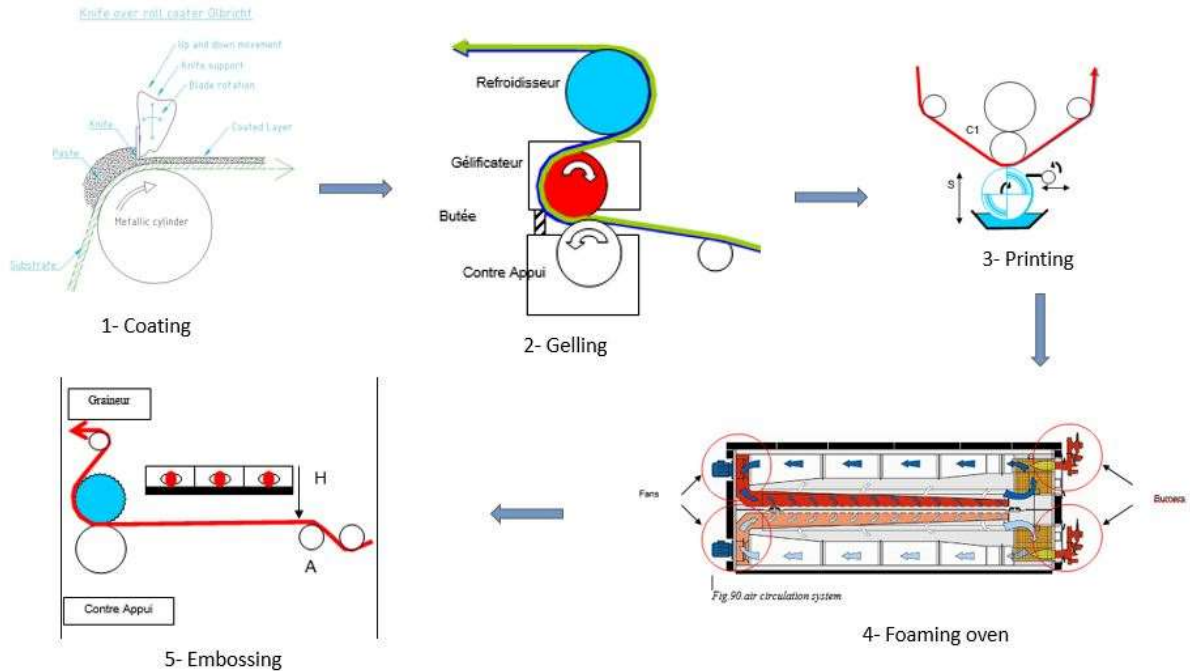 Knife over roll coater Olbricht
Up and down movement
Knife support
Blade rotation
Knife
Coated Layer
Paste
Metallic cylinder
Substrate
1- Coating
Refroidisseur
Gélificateur
Butée
Contre Appui
2- Gelling
C1
S
3- Printing
Fans
Burners
Fig.90 air circulation system
4- Foaming oven
Graineur
H
A
Contre Appui
5- Embossing